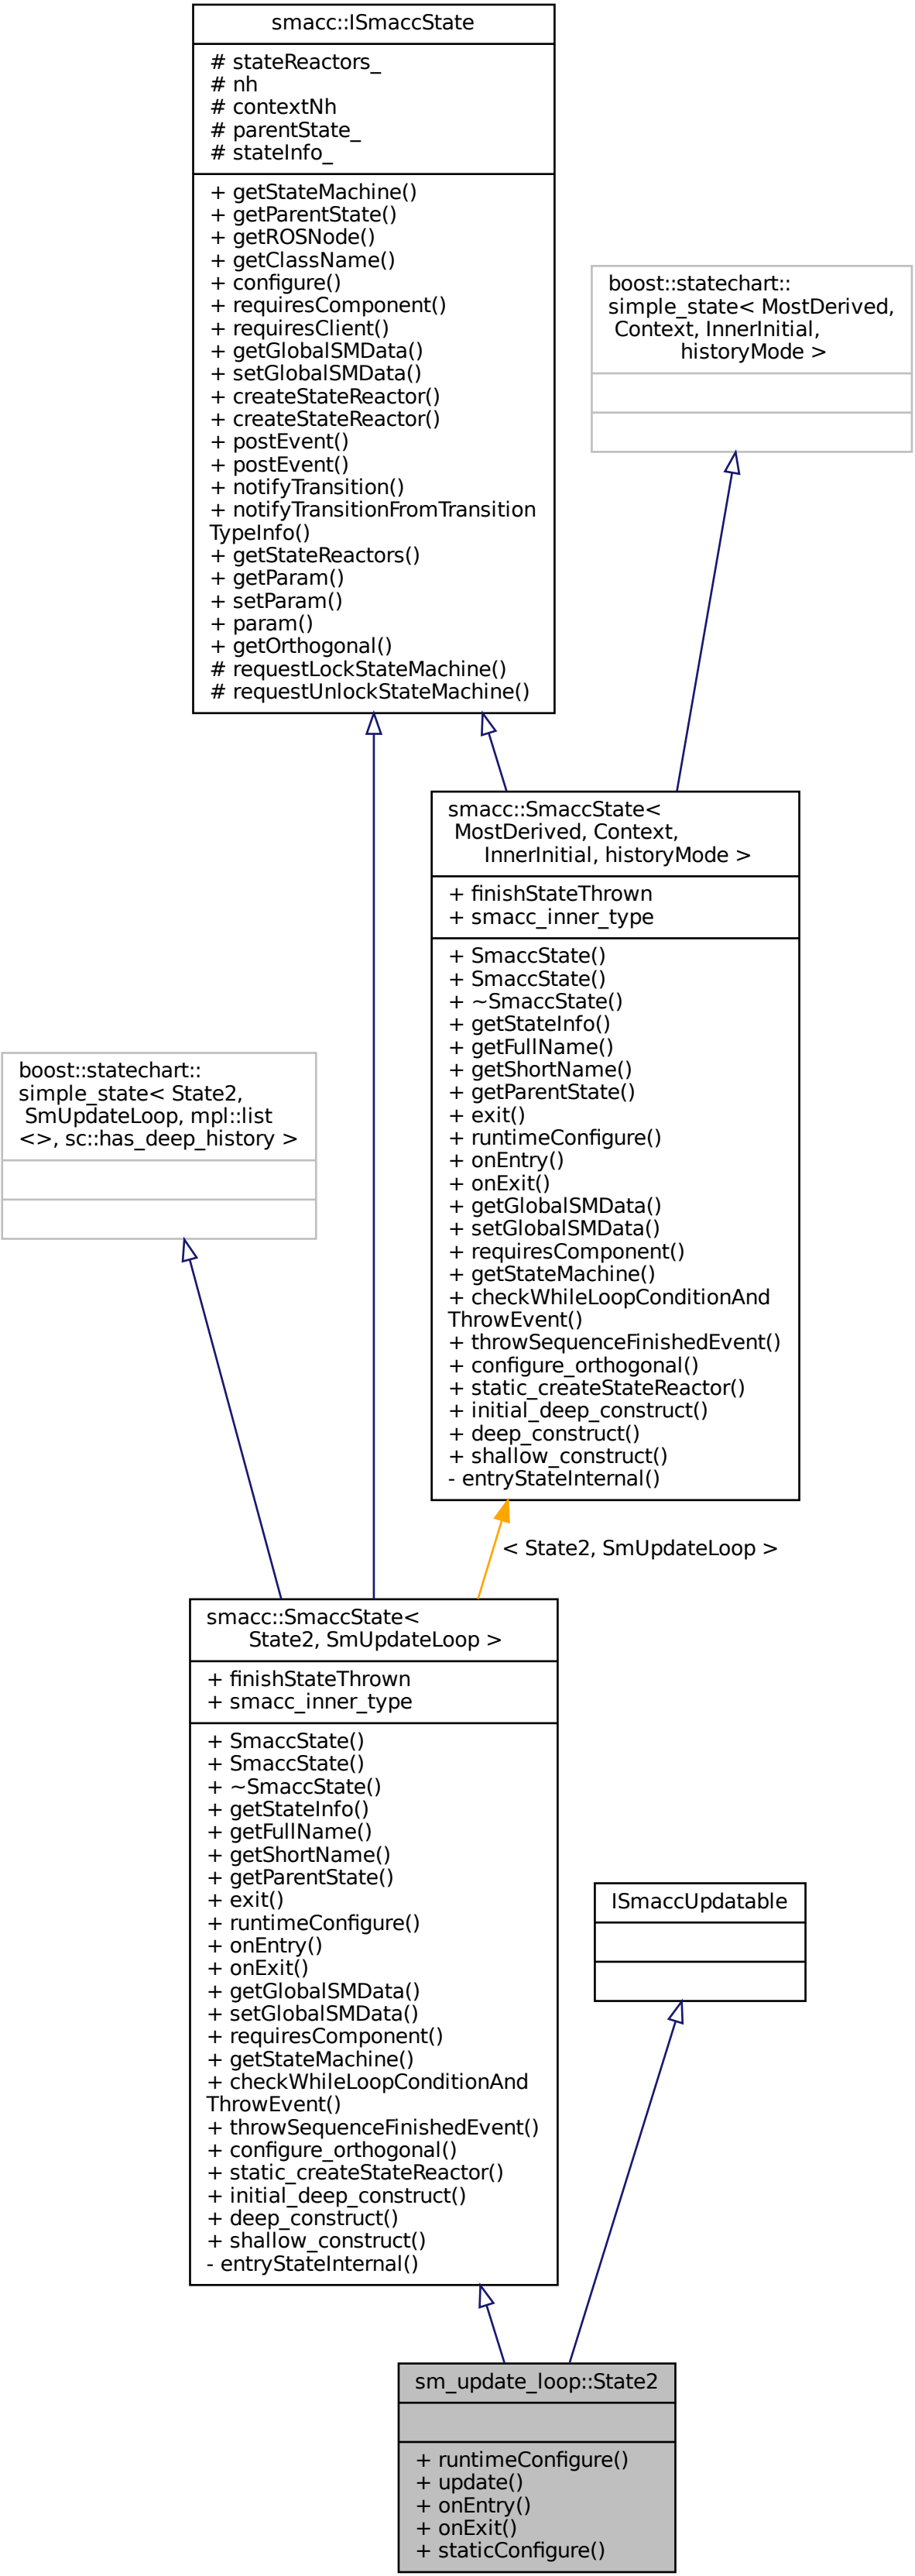 smacc::ISmaccState
# stateReactors_
# nh
# contextNh
# parentState_
# stateInfo_
+ getStateMachine()
+ getParentState()
+ getROSNode()
+ getClassName()
+ configure()
+ requiresComponent()
+ requiresClient()
+ getGlobalSMData()
+ setGlobalSMData()
+ createStateReactor()
+ createStateReactor()
+ postEvent()
+ postEvent()
+ notifyTransition()
+ notifyTransitionFromTransition
TypeInfo()
+ getStateReactors()
+ getParam()
+ setParam()
+ param()
+ getOrthogonal()
# requestLockStateMachine()
# requestUnlockStateMachine()
boost::statechart::
simple_state< MostDerived,
Context, InnerInitial,
historyMode >
smacc::SmaccState<
MostDerived, Context,
InnerInitial, historyMode >
+ finishStateThrown
+ smacc_inner_type
+ SmaccState()
+ SmaccState()
+ ~SmaccState()
+ getStateInfo()
+ getFullName()
+ getShortName()
+ getParentState()
+ exit()
+ runtimeConfigure()
+ onEntry()
+ onExit()
+ getGlobalSMData()
+ setGlobalSMData()
+ requiresComponent()
+ getStateMachine()
+ checkWhileLoopConditionAnd
ThrowEvent()
+ throwSequenceFinishedEvent()
+ configure_orthogonal()
+ static_createStateReactor()
+ initial_deep_construct()
+ deep_construct()
+ shallow_construct()
- entryStateInternal()
boost::statechart::
simple_state< State2,
SmUpdateLoop, mpl::list
<>, sc::has_deep_history >
< State2, SmUpdateLoop >
smacc::SmaccState<
State2, SmUpdateLoop >
+ finishStateThrown
+ smacc_inner_type
+ SmaccState()
+ SmaccState()
+ ~SmaccState()
+ getStateInfo()
+ getFullName()
+ getShortName()
+ getParentState()
+ exit()
+ runtimeConfigure()
+ onEntry()
+ onExit()
+ getGlobalSMData()
+ setGlobalSMData()
+ requiresComponent()
+ getStateMachine()
+ checkWhileLoopConditionAnd
ThrowEvent()
+ throwSequenceFinishedEvent()
+ configure_orthogonal()
+ static_createStateReactor()
+ initial_deep_construct()
+ deep_construct()
+ shallow_construct()
- entryStateInternal()
ISmaccUpdatable
sm_update_loop::State2
+ runtimeConfigure()
+ update()
+ onEntry()
+ onExit()
+ staticConfigure()